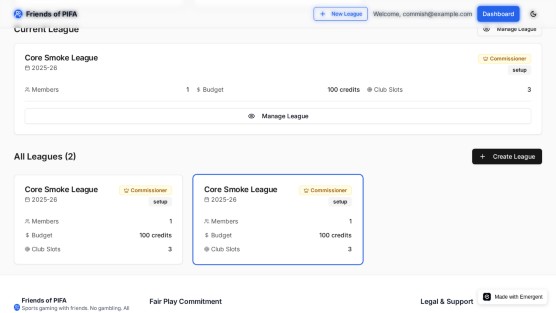 Friends of PIFA
New League
Welcome, commish@example.com
Dashboard
Current League
Manage League
Core Smoke League
Commissioner
2025-26
setup
Members
1
Budget
100 credits
Club Slots
3
Manage League
All Leagues (2)
Create League
Core Smoke League
Commissioner
2025-26
setup
Members
1
Budget
100 credits
Club Slots
3
Core Smoke League
Commissioner
2025-26
setup
Members
1
Budget
100 credits
Club Slots
3
Friends of PIFA
Sports gaming with friends. No gambling. All
Fair Play Commitment
Legal & Support
Made with Emergent